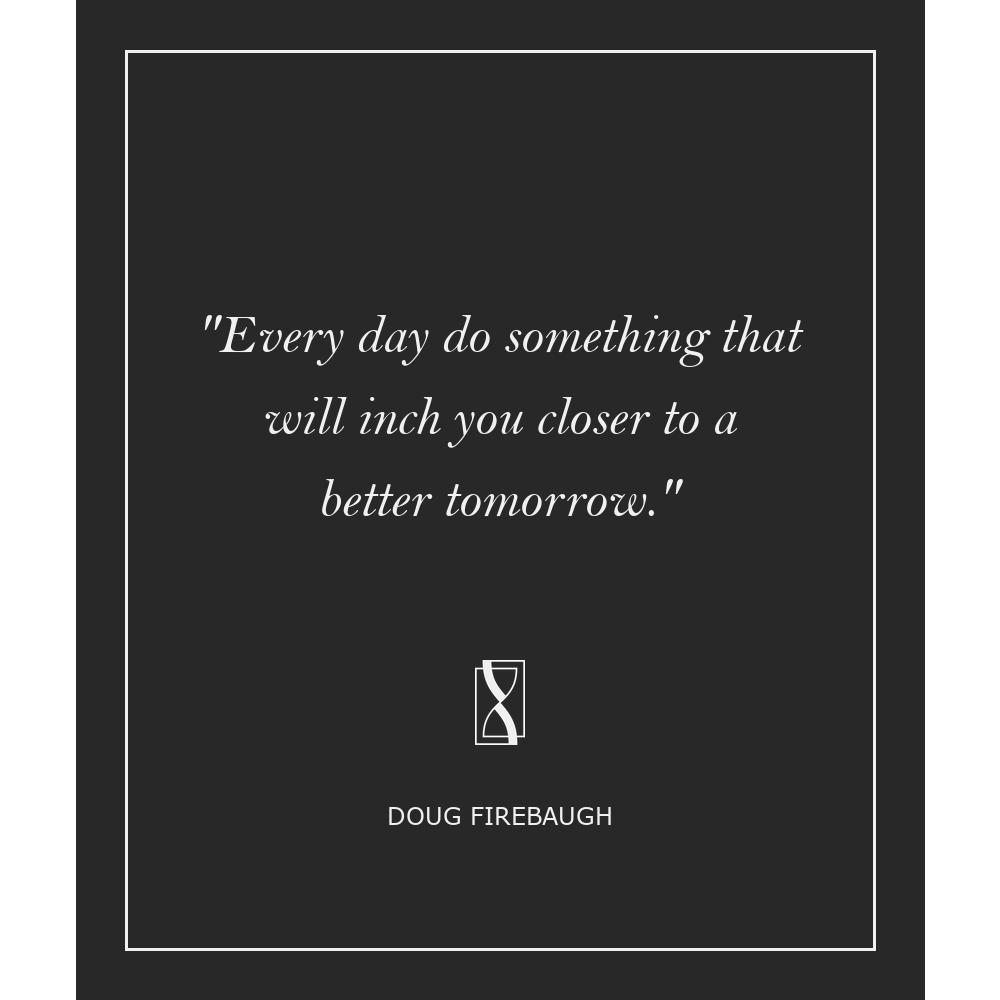 "Every day do something that
will inch you closer to a
better tomorrow."
DOUG FIREBAUGH